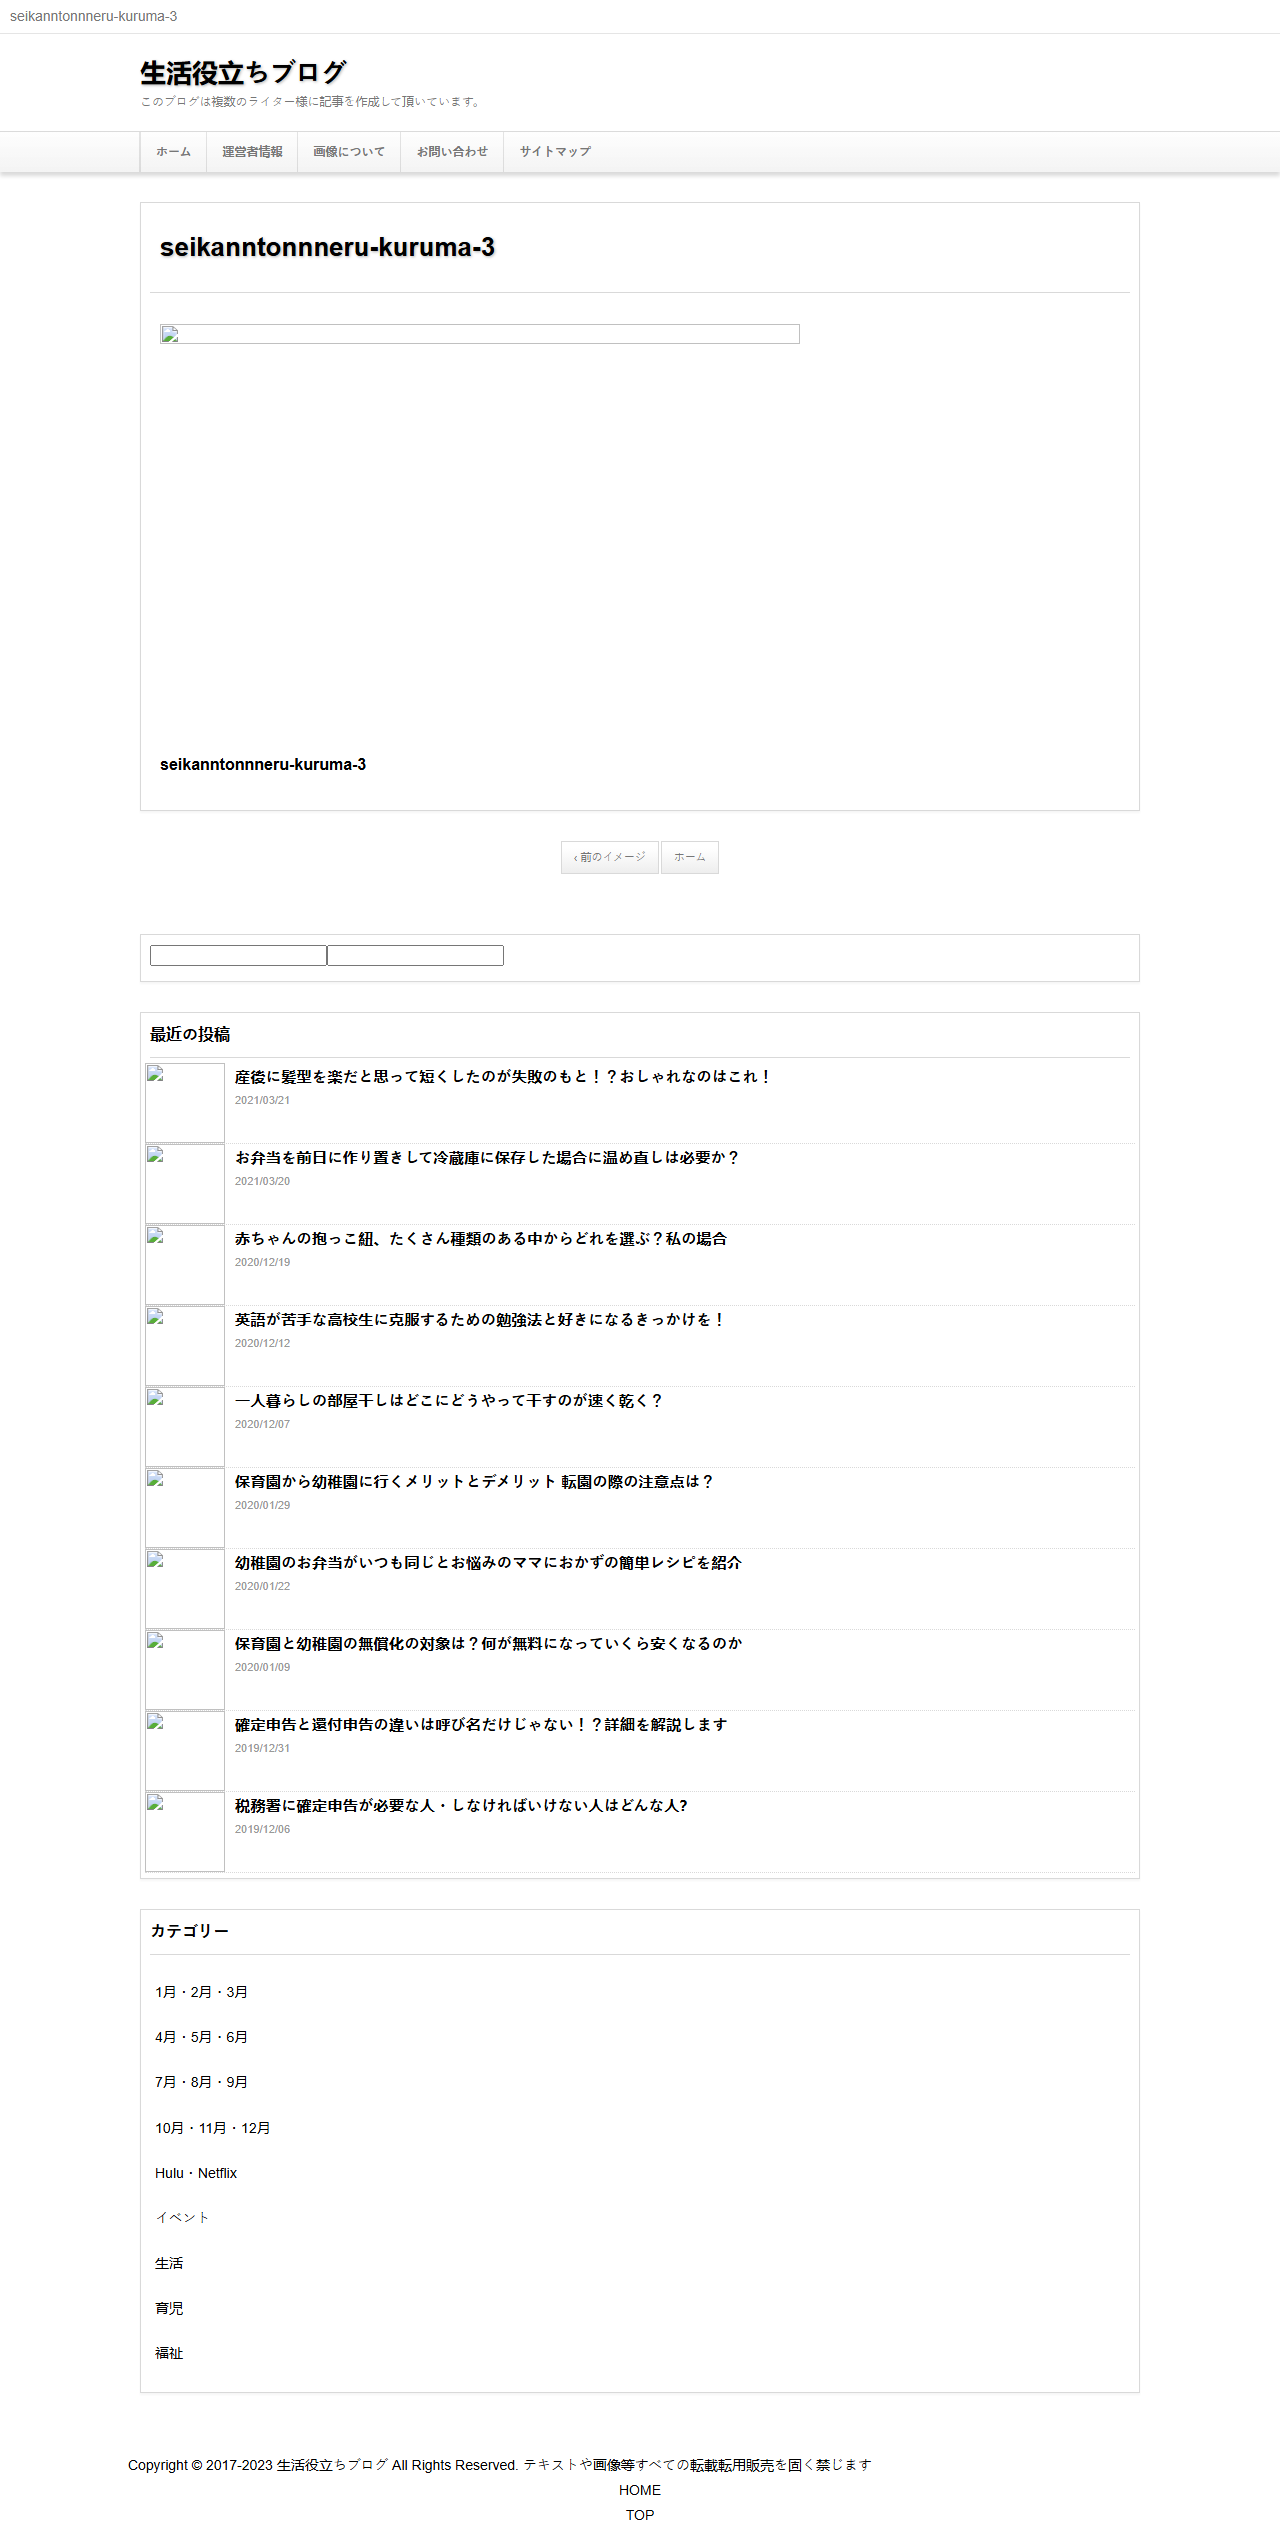 seikanntonnneru-kuruma-3
生活役立ちブログ
このブログは複数のライター様に記事を作成して頂いています。
ホーム 運営者情報 画像について お問い合わせ サイトマップ
seikanntonnneru-kuruma-3
seikanntonnneru-kuruma-3
‹ 前のイメージ ホーム
最近の投稿
産後に髪型を楽だと思って短くしたのが失敗のもと！？おしゃれなのはこれ！
2021/03/21
お弁当を前日に作り置きして冷蔵庫に保存した場合に温め直しは必要か？
2021/03/20
赤ちゃんの抱っこ紐、たくさん種類のある中からどれを選ぶ？私の場合
2020/12/19
英語が苦手な高校生に克服するための勉強法と好きになるきっかけを！
2020/12/12
一人暮らしの部屋干しはどこにどうやって干すのが速く乾く？
2020/12/07
保育園から幼稚園に行くメリットとデメリット 転園の際の注意点は？
2020/01/29
幼稚園のお弁当がいつも同じとお悩みのママにおかずの簡単レシピを紹介
2020/01/22
保育園と幼稚園の無償化の対象は？何が無料になっていくら安くなるのか
2020/01/09
確定申告と還付申告の違いは呼び名だけじゃない！？詳細を解説します
2019/12/31
税務署に確定申告が必要な人・しなければいけない人はどんな人?
2019/12/06
カテゴリー
1月・2月・3月
4月・5月・6月
7月・8月・9月
10月・11月・12月
Hulu・Netflix
イベント
生活
育児
福祉
Copyright © 2017-2023 生活役立ちブログ All Rights Reserved. テキストや画像等すべての転載転用販売を固く禁じます
HOME
TOP